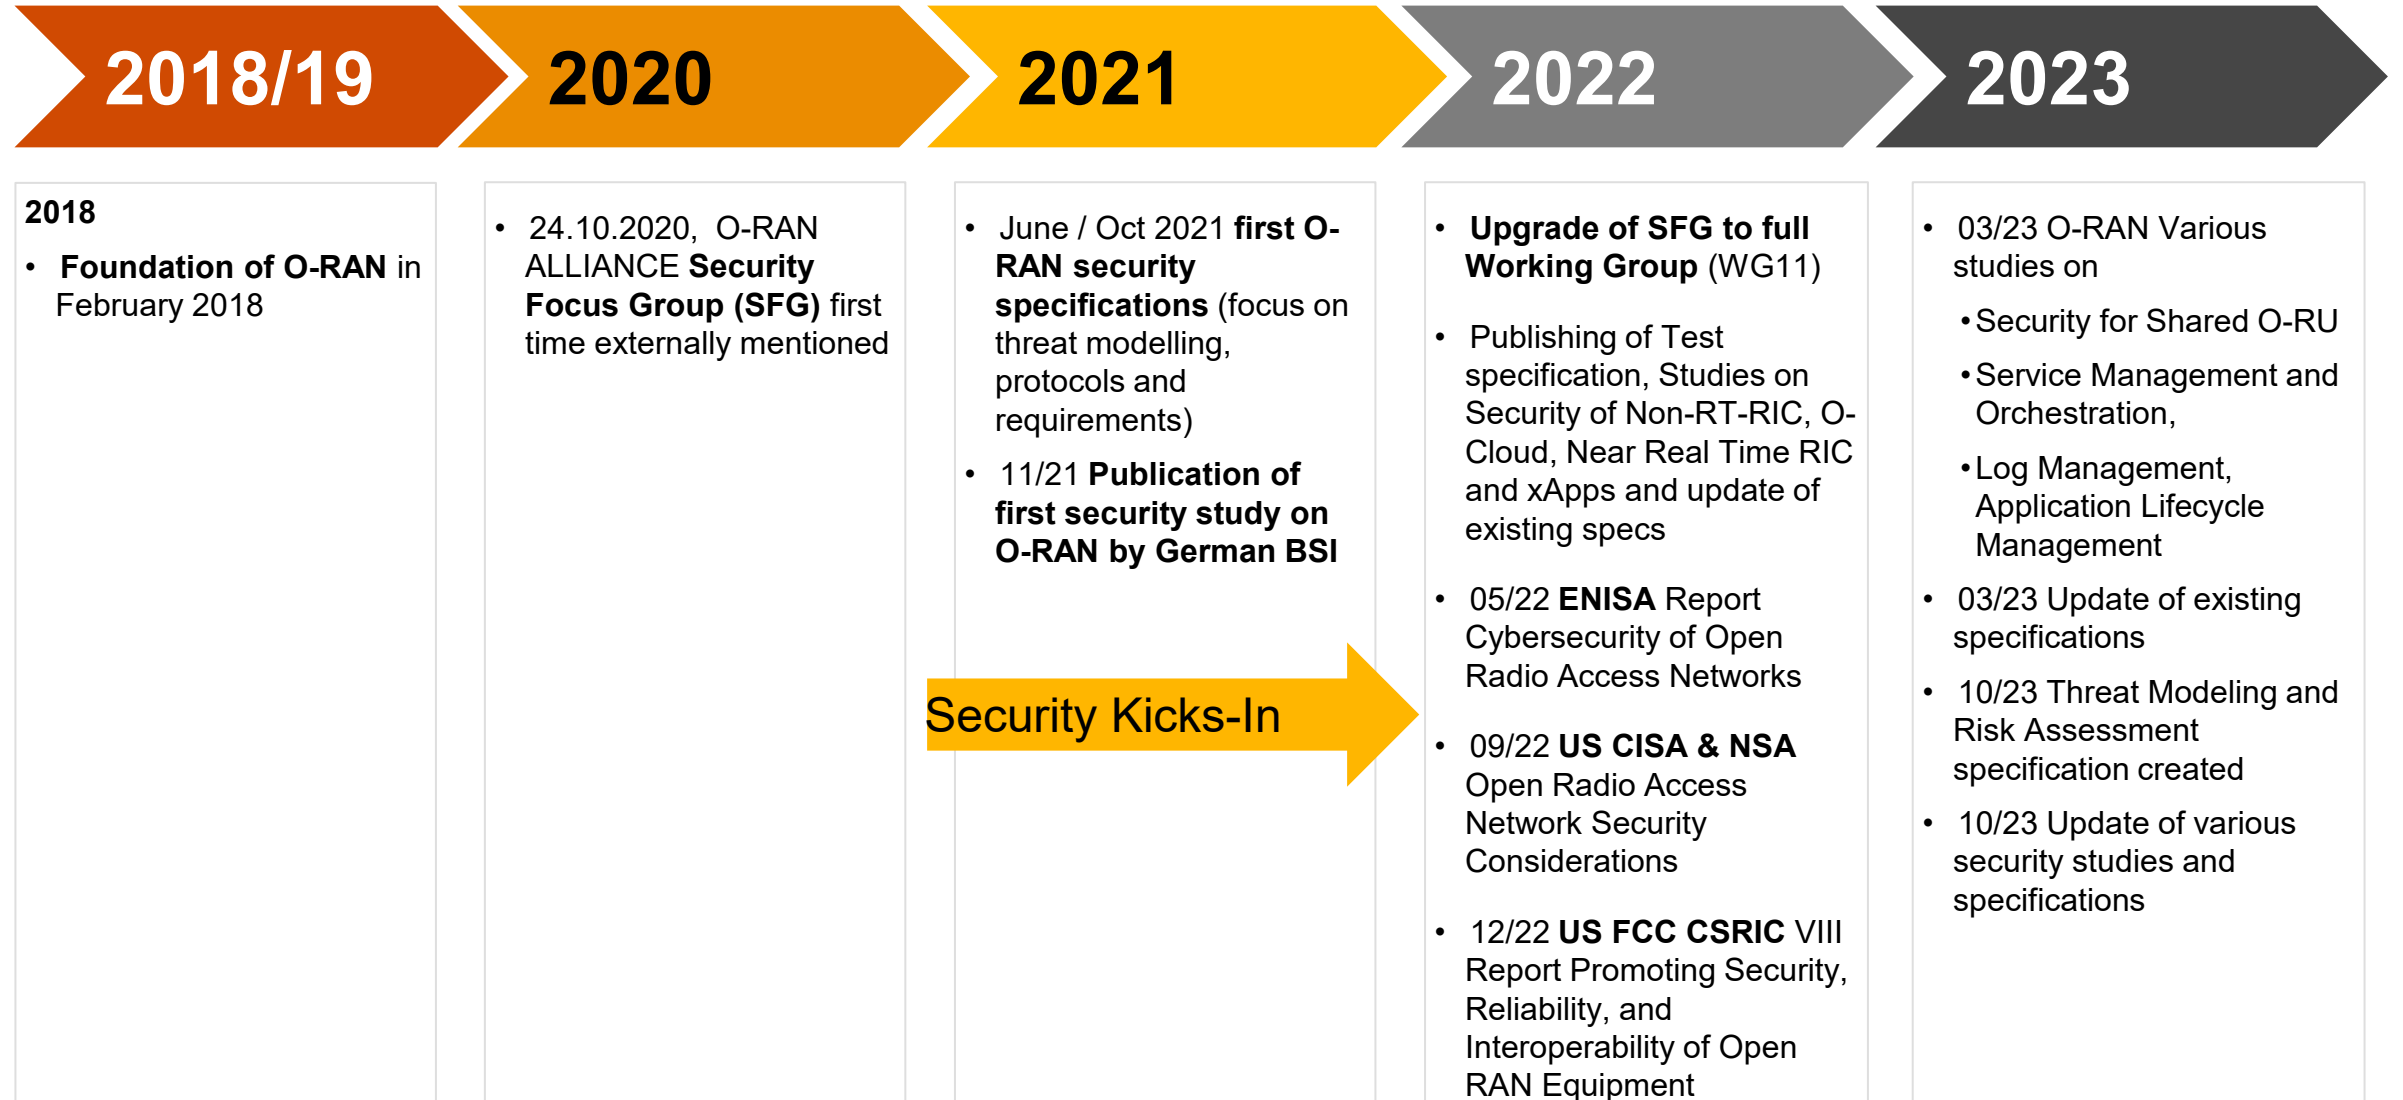 2018/19
2020
2021
2022
2023
2018
• Foundation of O-RAN in
February 2018
• 24.10.2020, O-RAN
ALLIANCE Security
Focus Group (SFG) first
time externally mentioned
• June / Oct 2021 first O-
RAN security
specifications (focus on
threat modelling,
protocols and
requirements)
• 11/21 Publication of
first security study on
O-RAN by German BSI
Security Kicks-In
• Upgrade of SFG to full
Working Group (WG11)
• Publishing of Test
specification, Studies on
Security of Non-RT-RIC, O-
Cloud, Near Real Time RIC
and xApps and update of
existing specs
• 05/22 ENISA Report
Cybersecurity of Open
Radio Access Networks
• 09/22 US CISA & NSA
Open Radio Access
Network Security
Considerations
• 12/22 US FCC CSRIC VIII
Report Promoting Security,
Reliability, and
Interoperability of Open
RAN Equipment
• 03/23 O-RAN Various
studies on
•Security for Shared O-RU
•Service Management and
Orchestration,
•Log Management,
Application Lifecycle
Management
• 03/23 Update of existing
specifications
• 10/23 Threat Modeling and
Risk Assessment
specification created
• 10/23 Update of various
security studies and
specifications